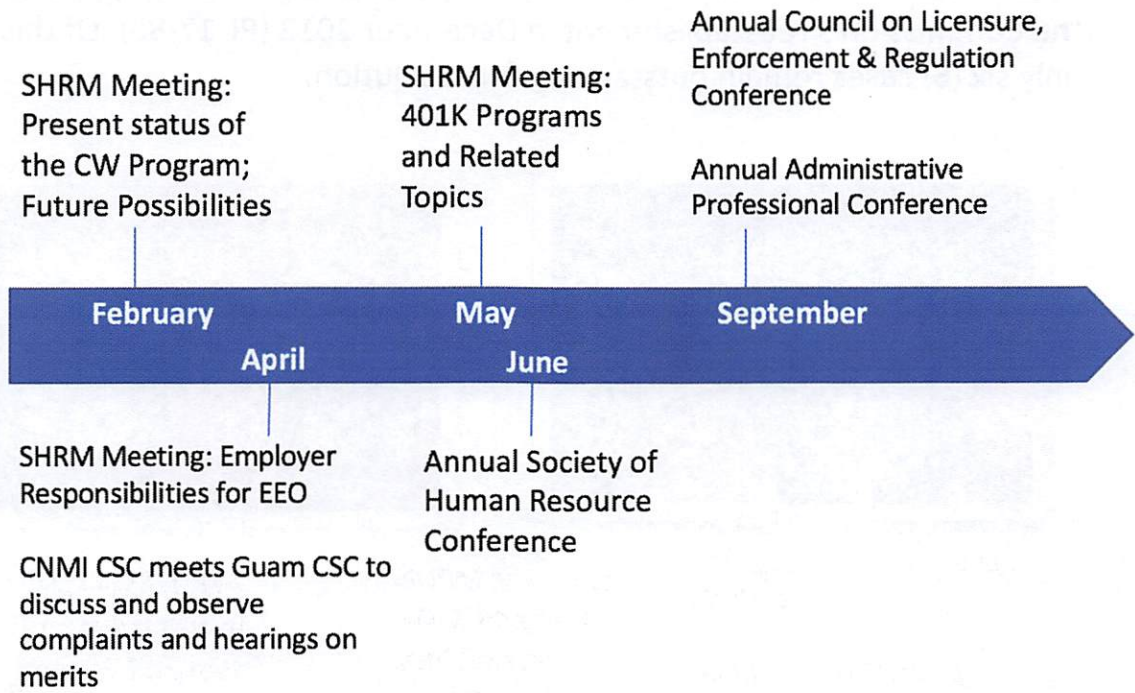 Annual Council on Licensure,
Enforcement & Regulation
Conference
Annual Administrative
Professional Conference
SHRM Meeting:
Present status of
the CW Program;
Future Possibilities
SHRM Meeting:
401K Programs
and Related
Topics
February
May
September
April
June
SHRM Meeting: Employer
Responsibilities for EEO
CNMI CSC meets Guam CSC to
discuss and observe
complaints and hearings on
merits
Annual Society of
Human Resource
Conference